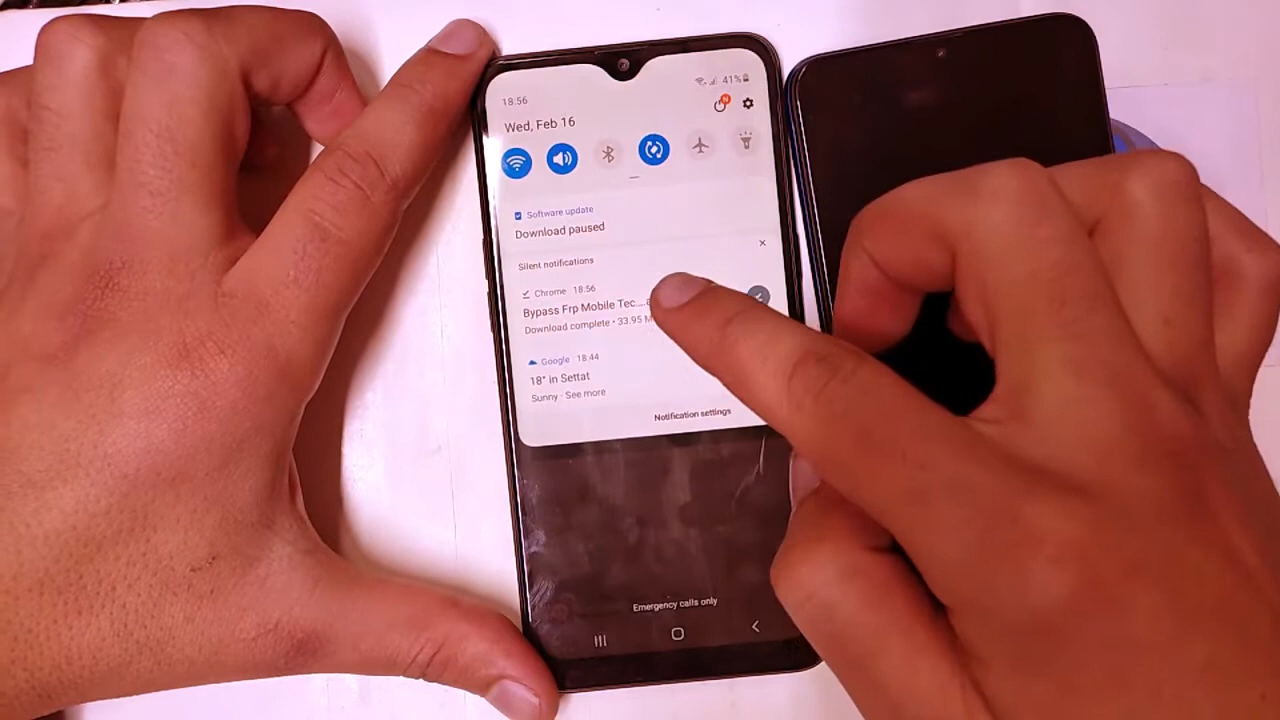 18:56
41%
Wed, Feb 16
N
Software update
Download paused
Silent notifications
Chrome 18:56
Bypass Frp Mobile Tec...
Download complete • 33.95 M
Google 18:44
18° in Settat
Sunny · See more
Notification settings
Emergency calls only